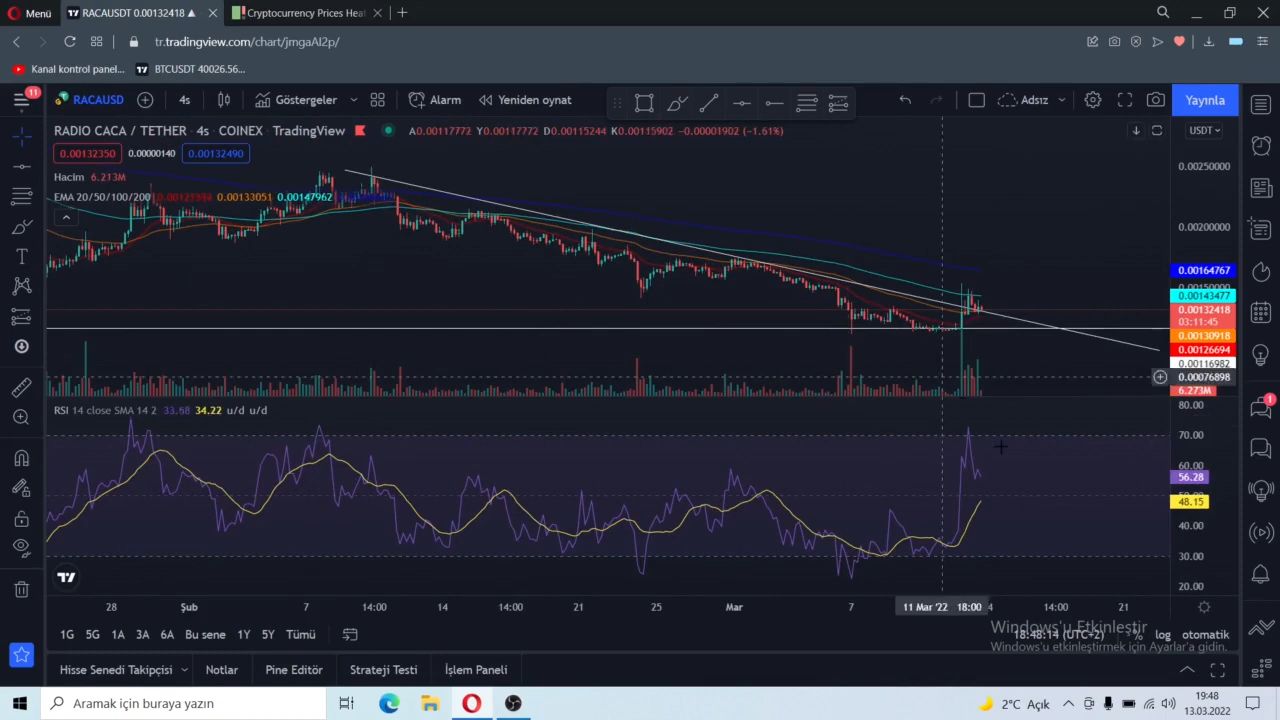 Menü
RACAUSDT 0.00132418 ▲
Cryptocurrency Prices Hea
tr.tradingview.com/chart/jmgaAI2p/
Kanal kontrol panel...
BTCUSDT 40026.56...
11
RACAUSD
4s
Göstergeler
Alarm
Yeniden oynat
Adsız
Yayınla
RADIO CACA / TETHER · 4s · COINEX · TradingView
A0.00117772 Y0.00117772 D0.00115244 K0.00115902 −0.00001902 (−1.61%)
USDT
0.00132350
0.00000140
0.00132490
Hacim 6.213M
EMA 20/50/100/200
0.00133051
0.00147962
0.00250000
0.00200000
0.00164767
0.00150000
0.00143477
0.00132418
03:11:45
0.00130918
0.00126694
0.00116982
0.00076898
6.273M
RSI 14 close SMA 14 2 33.68 34.22 u/d u/d
80.00
70.00
60.00
56.28
50.00
48.15
40.00
30.00
20.00
1
28
Şub
7
14:00
14
14:00
21
25
Mar
7
11 Mar '22 18:00
4
14:00
21
1G
5G
1A
3A
6A
Bu sene
1Y
5Y
Tümü
18:48:14 (UTC+2)
%
log
otomatik
Windows'u Etkinleştir
Windows'u etkinleştirmek için Ayarlar'a gidin.
Hisse Senedi Takipçisi
Notlar
Pine Editör
Strateji Testi
İşlem Paneli
Aramak için buraya yazın
2°C Açık
19:48
13.03.2022